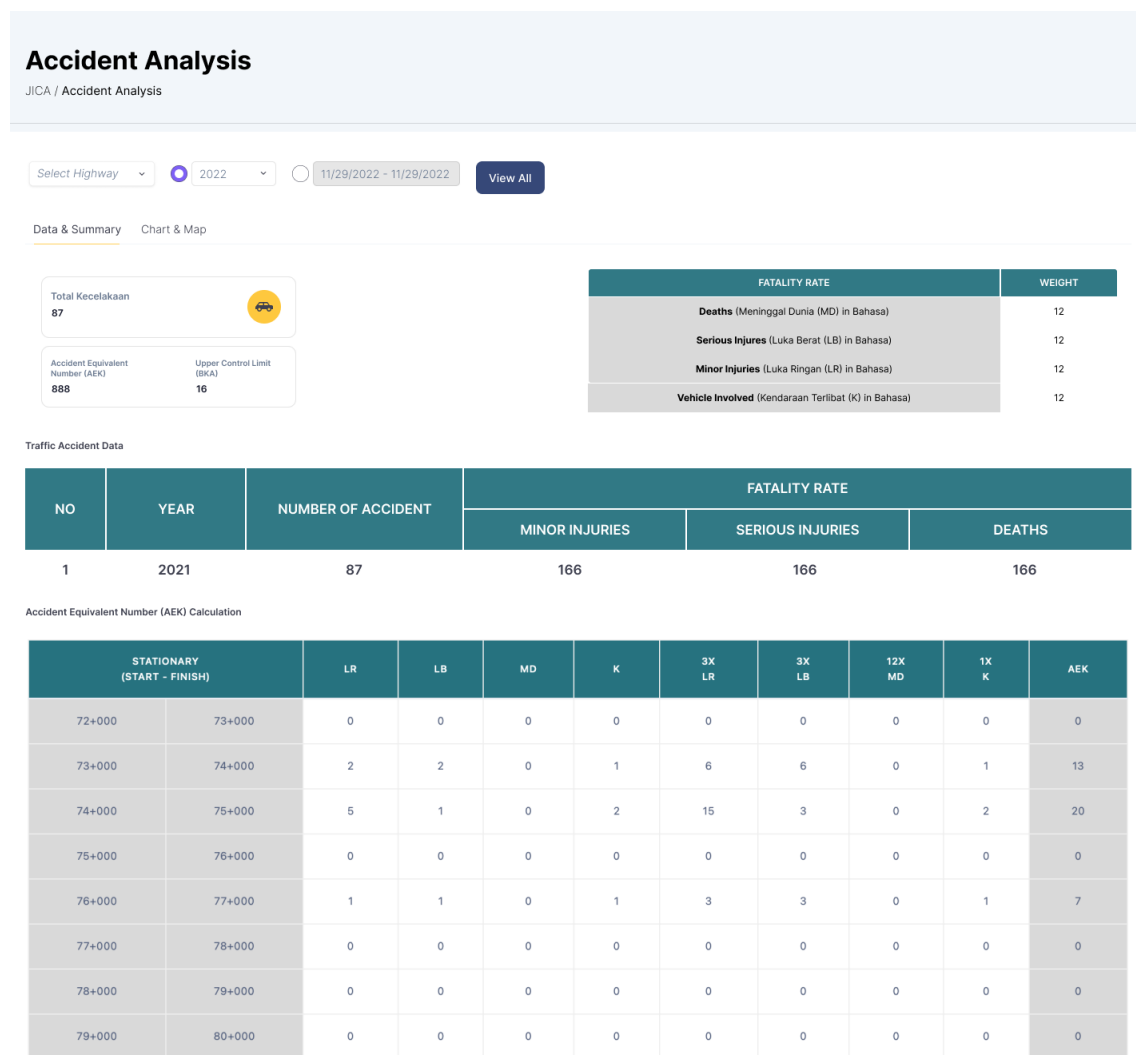 Accident Analysis
JICA / Accident Analysis
Select Highway 2022 11/29/2022 - 11/29/2022 View All
Data & Summary Chart & Map
Total Kecelakaan
87
Accident Equivalent
Number (AEK)
888
Upper Control Limit
(BKA)
16
FATALITY RATE WEIGHT
Deaths (Meninggal Dunia (MD) in Bahasa) 12
Serious Injures (Luka Berat (LB) in Bahasa) 12
Minor Injuries (Luka Ringan (LR) in Bahasa) 12
Vehicle Involved (Kendaraan Terlibat (K) in Bahasa) 12
Traffic Accident Data
NO YEAR NUMBER OF ACCIDENT FATALITY RATE
MINOR INJURIES SERIOUS INJURIES DEATHS
1 2021 87 166 166 166
Accident Equivalent Number (AEK) Calculation
STATIONARY
(START - FINISH)
LR LB MD K
3X
LR
3X
LB
12X
MD
1X
K
AEK
72+000 73+000 0 0 0 0 0 0 0 0 0
73+000 74+000 2 2 0 1 6 6 0 1 13
74+000 75+000 5 1 0 2 15 3 0 2 20
75+000 76+000 0 0 0 0 0 0 0 0 0
76+000 77+000 1 1 0 1 3 3 0 1 7
77+000 78+000 0 0 0 0 0 0 0 0 0
78+000 79+000 0 0 0 0 0 0 0 0 0
79+000 80+000 0 0 0 0 0 0 0 0 0